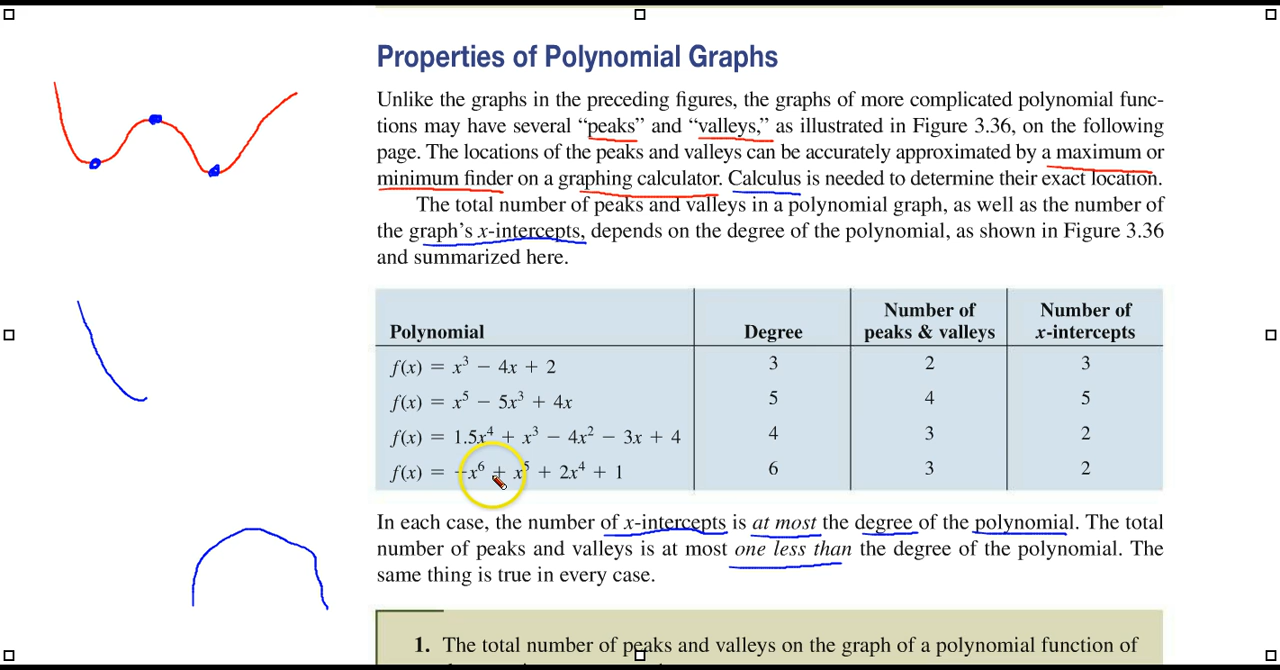 Properties of Polynomial Graphs
Unlike the graphs in the preceding figures, the graphs of more complicated polynomial func-
tions may have several “peaks” and “valleys,” as illustrated in Figure 3.36, on the following
page. The locations of the peaks and valleys can be accurately approximated by a maximum or
minimum finder on a graphing calculator. Calculus is needed to determine their exact location.
The total number of peaks and valleys in a polynomial graph, as well as the number of
the graph’s x-intercepts, depends on the degree of the polynomial, as shown in Figure 3.36
and summarized here.
Polynomial Degree Number of peaks & valleys Number of x-intercepts
f(x) = x³ − 4x + 2 3 2 3
f(x) = x⁵ − 5x³ + 4x 5 4 5
f(x) = 1.5x⁴ + x³ − 4x² − 3x + 4 4 3 2
f(x) = −x⁶ + x⁵ + 2x⁴ + 1 6 3 2
In each case, the number of x-intercepts is at most the degree of the polynomial. The total
number of peaks and valleys is at most one less than the degree of the polynomial. The
same thing is true in every case.
1. The total number of peaks and valleys on the graph of a polynomial function of